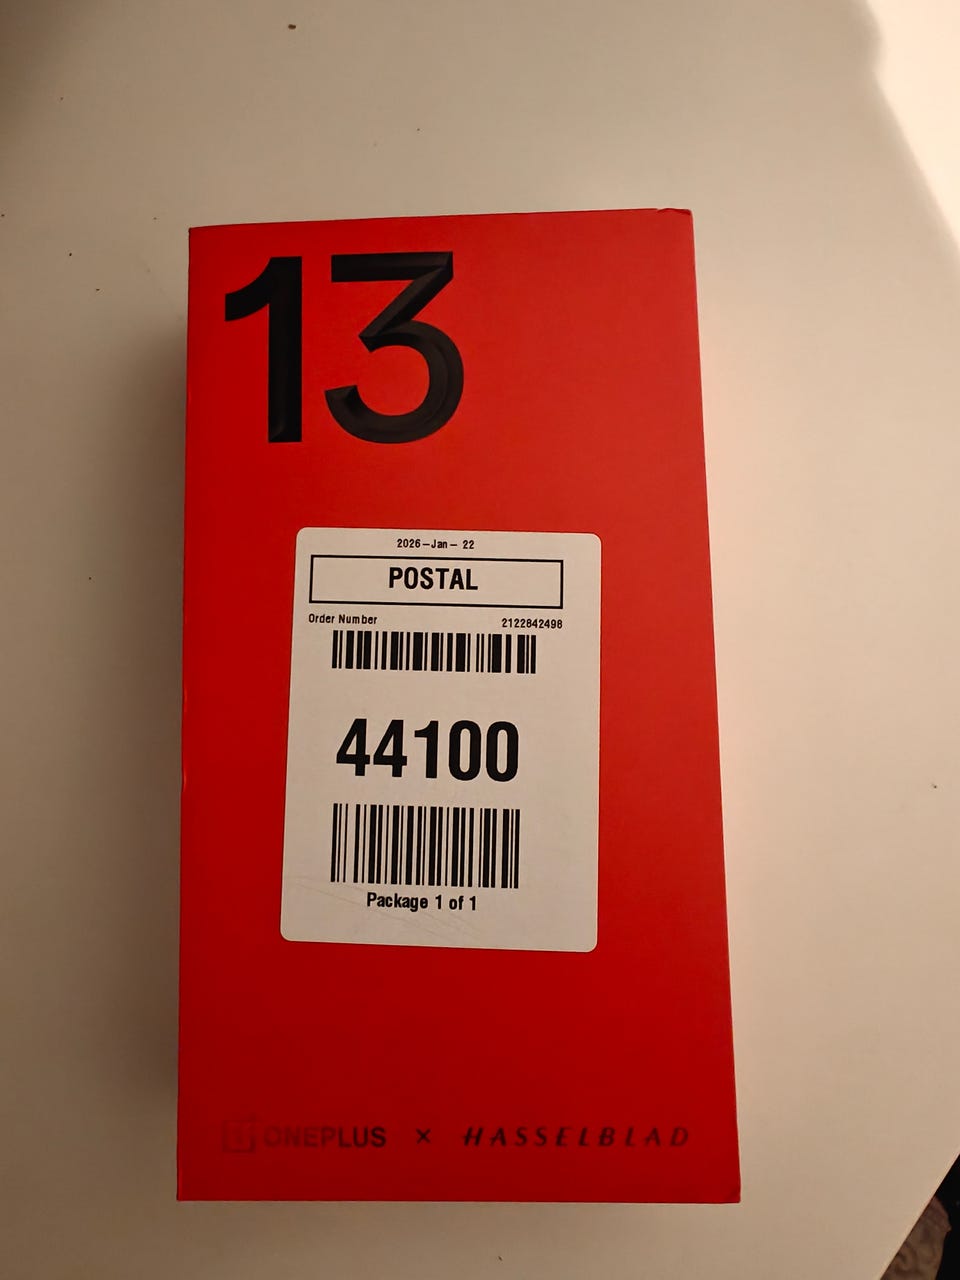 13
2026-Jan- 22
POSTAL
Order Number 2122842498
44100
Package 1 of 1
ONEPLUS × HASSELBLAD